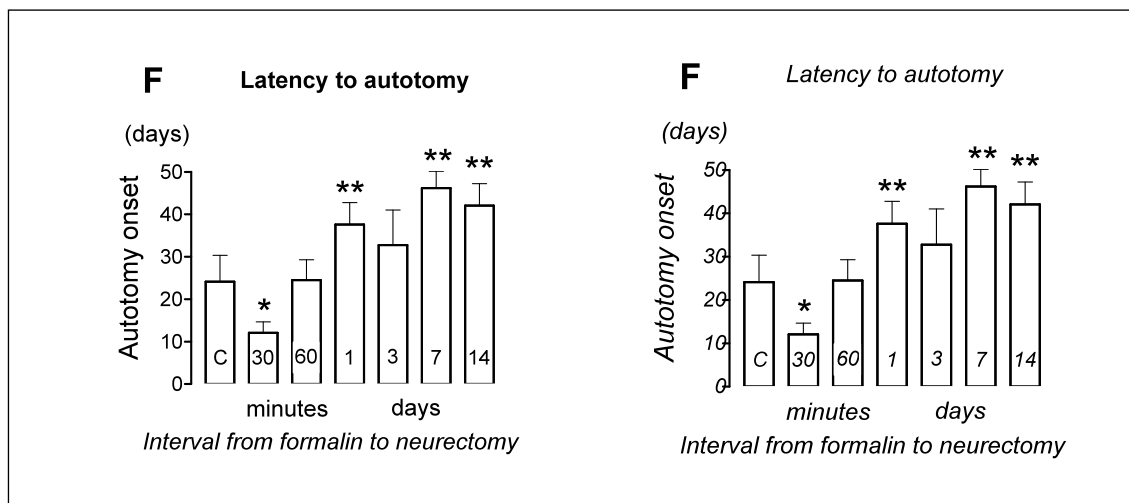 F Latency to autotomy
(days)
Autotomy onset
50
40
30
20
10
0
** ** **
*
C 30 60 1 3 7 14
minutes days
Interval from formalin to neurectomy
F Latency to autotomy
(days)
Autotomy onset
50
40
30
20
10
0
** ** **
*
C 30 60 1 3 7 14
minutes days
Interval from formalin to neurectomy